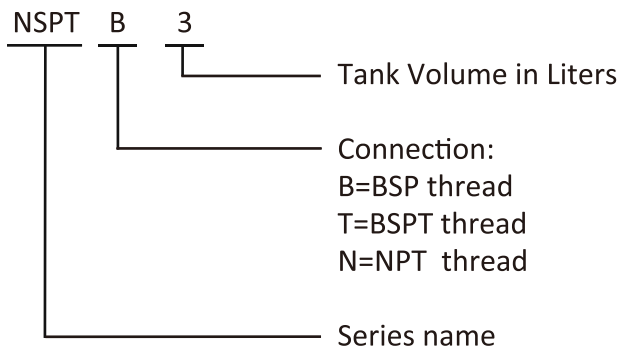 NSPT B 3
Tank Volume in Liters
Connection:
B=BSP thread
T=BSPT thread
N=NPT thread
Series name